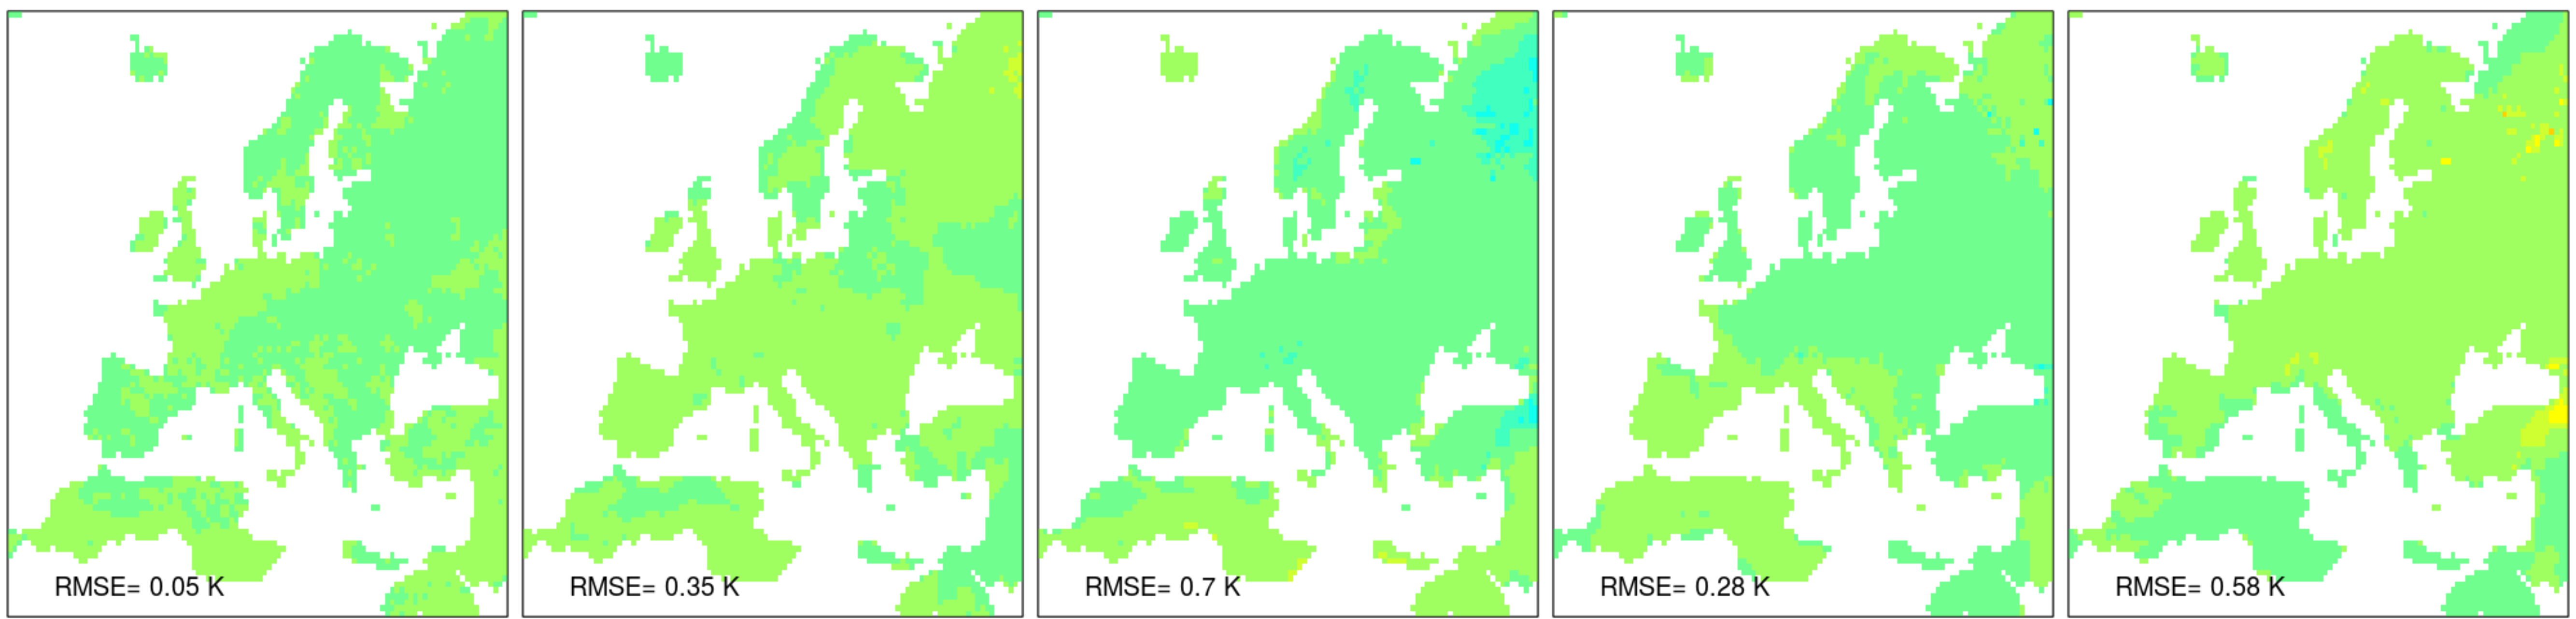 RMSE= 0.05 K
RMSE= 0.35 K
RMSE= 0.7 K
RMSE= 0.28 K
RMSE= 0.58 K